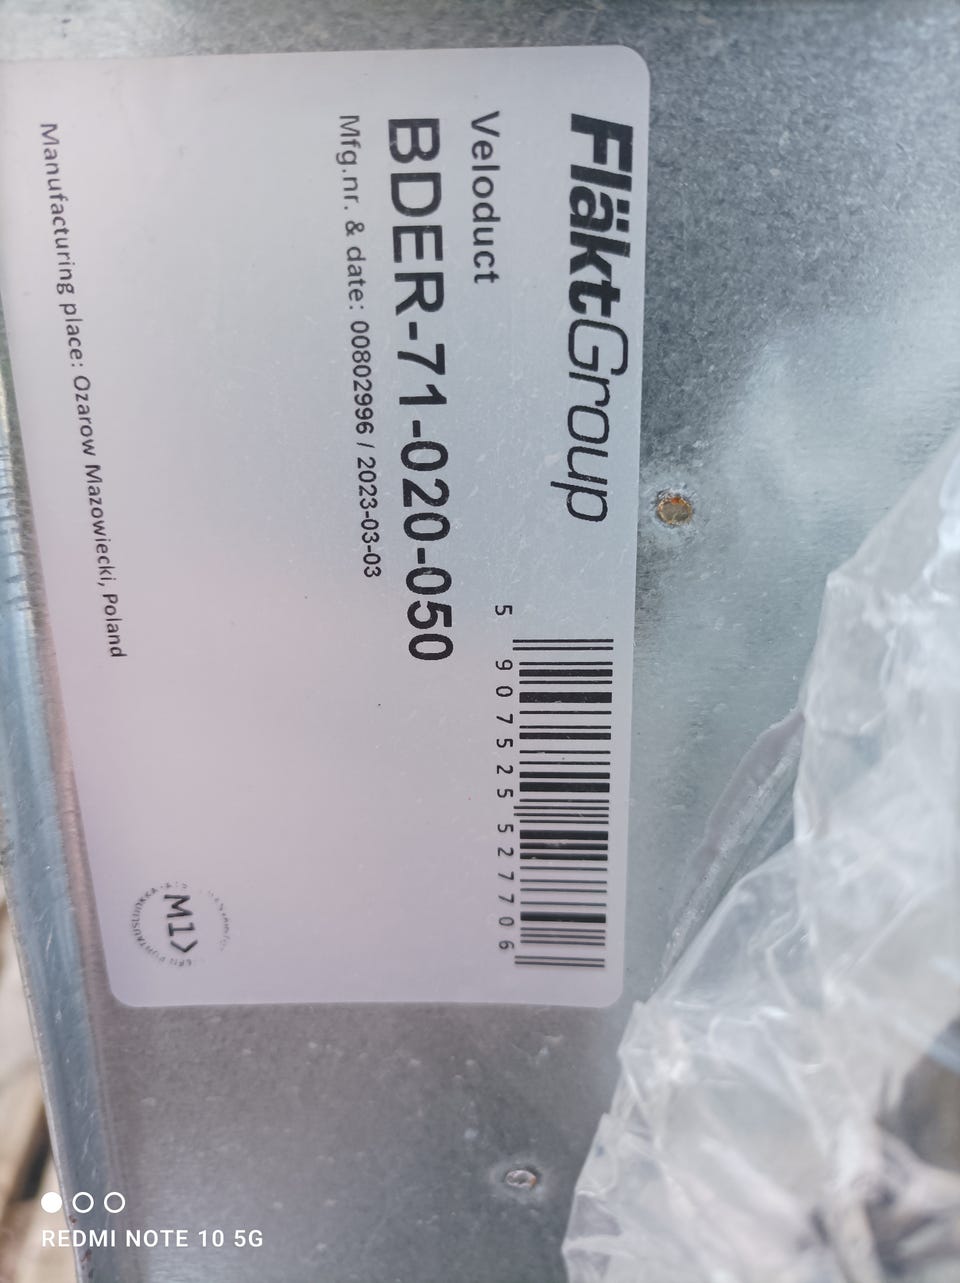 FläktGroup
5 907525 527706
Veloduct
BDER-71-020-050
Mfg.nr. & date: 00802996 / 2023-03-03
Manufacturing place: Ozarow Mazowiecki, Poland
M1
REDMI NOTE 10 5G